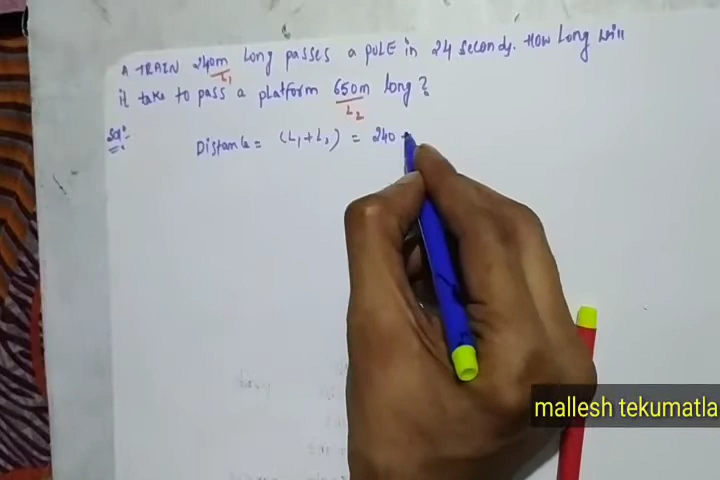 A TRAIN 240m long passes a pole in 24 seconds. How long will
L1
it take to pass a platform 650m long?
L2
Sol:-
Distance = (L1+L2) = 240 +
mallesh tekumatla